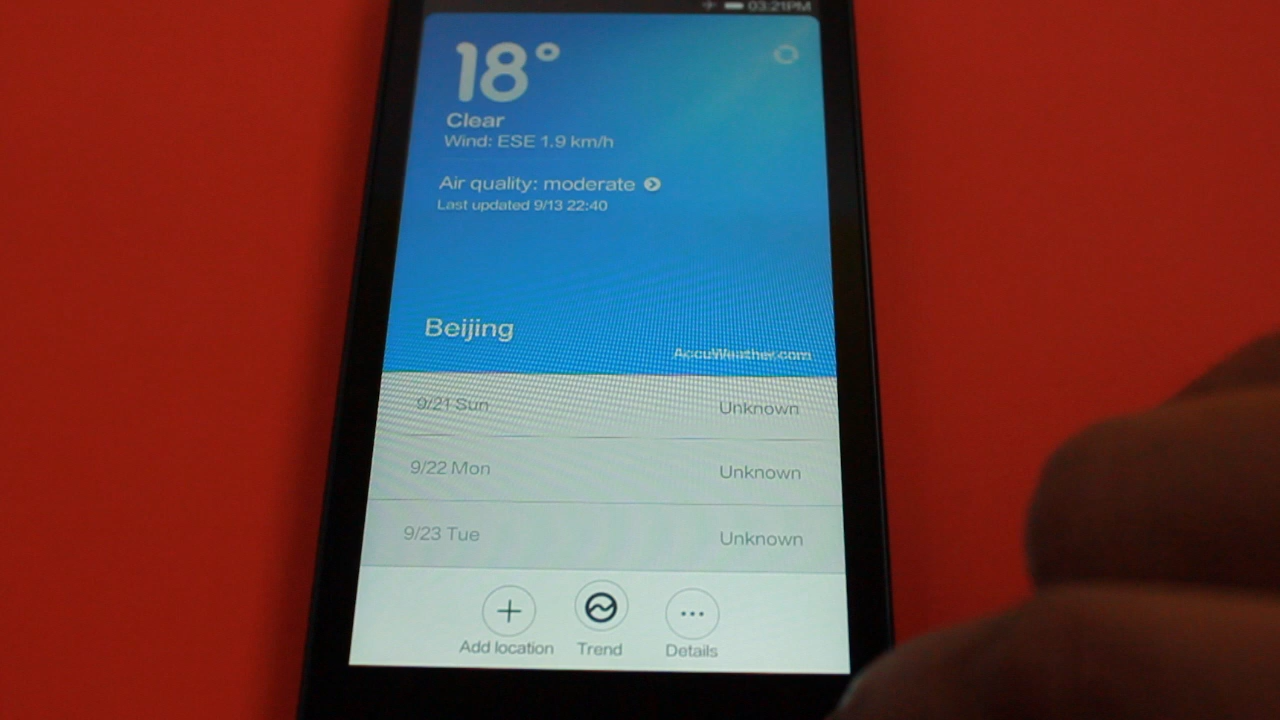 03:21PM
18°
Clear
Wind: ESE 1.9 km/h
Air quality: moderate
Last updated 9/13 22:40
Beijing
AccuWeather.com
9/21 Sun Unknown
9/22 Mon Unknown
9/23 Tue Unknown
Add location Trend Details